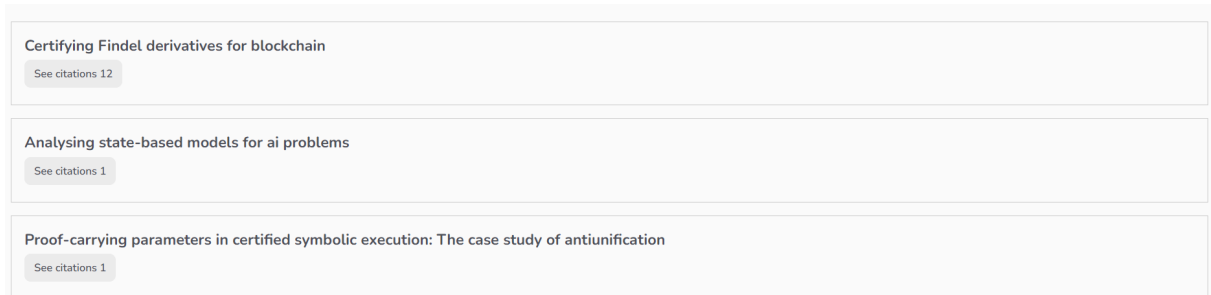 Certifying Findel derivatives for blockchain
See citations 12
Analysing state-based models for ai problems
See citations 1
Proof-carrying parameters in certified symbolic execution: The case study of antiunification
See citations 1